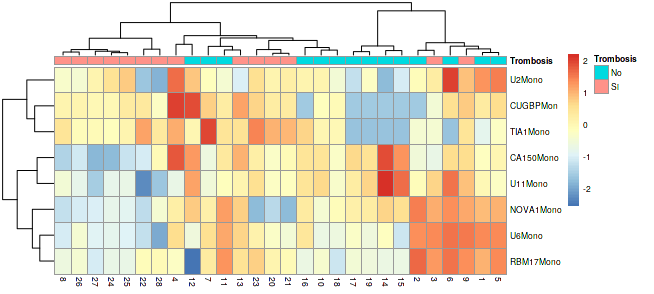 Trombosis
U2Mono
CUGBPMon
TIA1Mono
CA150Mono
U11Mono
NOVA1Mono
U6Mono
RBM17Mono
8 26 27 24 25 22 28 4 12 7 11 13 23 20 21 16 10 18 17 19 14 15 2 3 6 9 1 5
2
1
0
-1
-2
Trombosis
No
SI